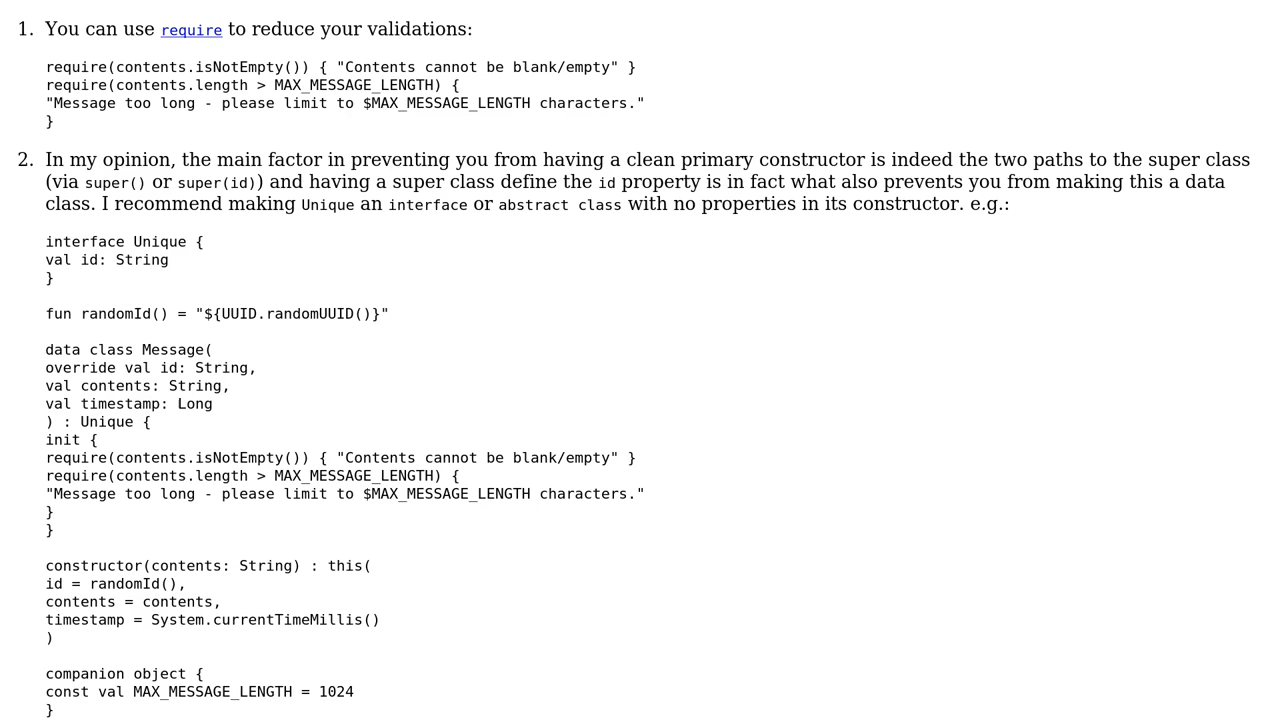 1. You can use require to reduce your validations:
require(contents.isNotEmpty()) { "Contents cannot be blank/empty" }
require(contents.length > MAX_MESSAGE_LENGTH) {
"Message too long - please limit to $MAX_MESSAGE_LENGTH characters."
}
2. In my opinion, the main factor in preventing you from having a clean primary constructor is indeed the two paths to the super class
(via super() or super(id)) and having a super class define the id property is in fact what also prevents you from making this a data
class. I recommend making Unique an interface or abstract class with no properties in its constructor. e.g.:
interface Unique {
val id: String
}
fun randomId() = "${UUID.randomUUID()}"
data class Message(
override val id: String,
val contents: String,
val timestamp: Long
) : Unique {
init {
require(contents.isNotEmpty()) { "Contents cannot be blank/empty" }
require(contents.length > MAX_MESSAGE_LENGTH) {
"Message too long - please limit to $MAX_MESSAGE_LENGTH characters."
}
}
constructor(contents: String) : this(
id = randomId(),
contents = contents,
timestamp = System.currentTimeMillis()
)
companion object {
const val MAX_MESSAGE_LENGTH = 1024
}